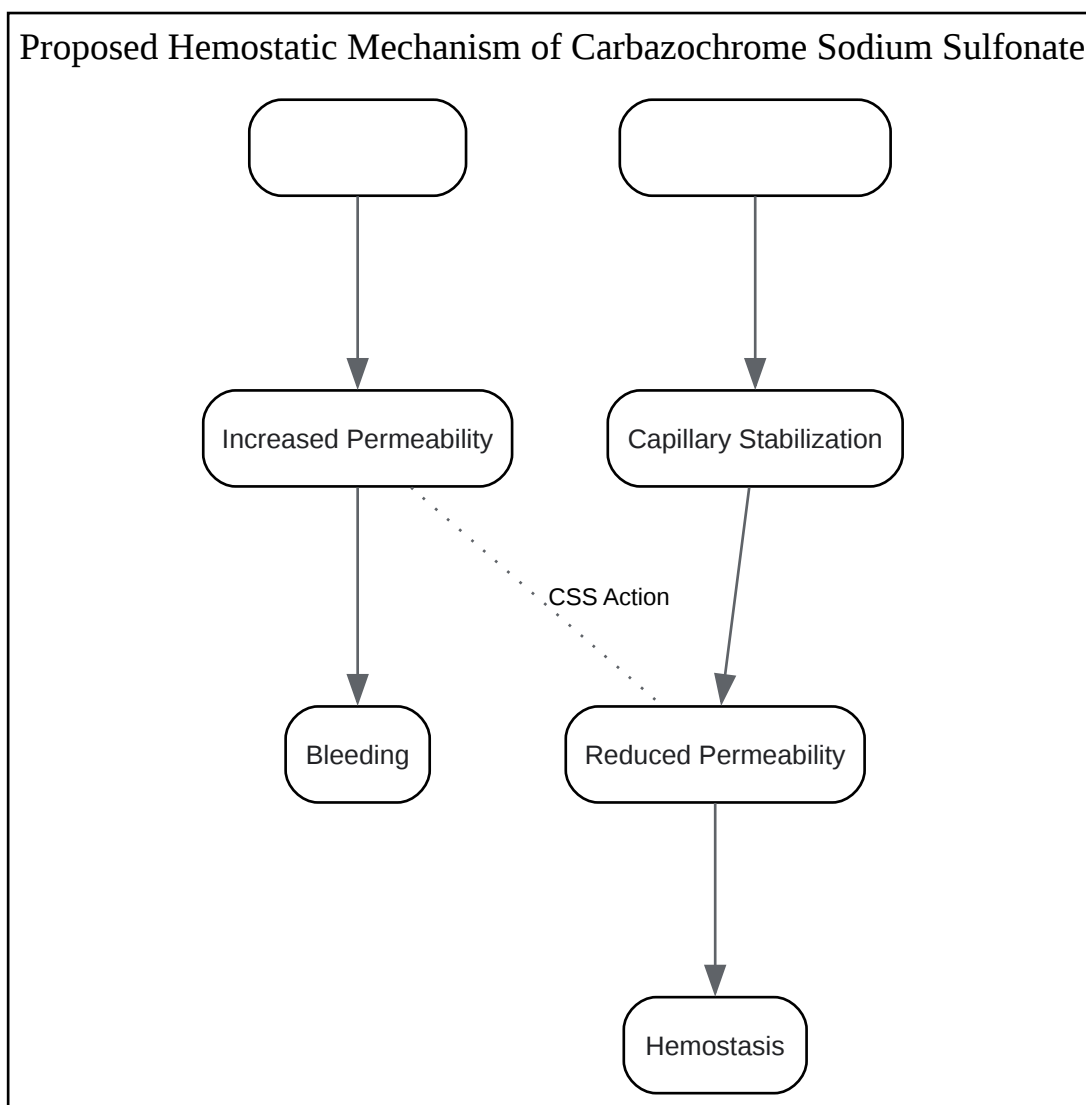 Proposed Hemostatic Mechanism of Carbazochrome Sodium Sulfonate
Increased Permeability
Capillary Stabilization
CSS Action
Bleeding
Reduced Permeability
Hemostasis